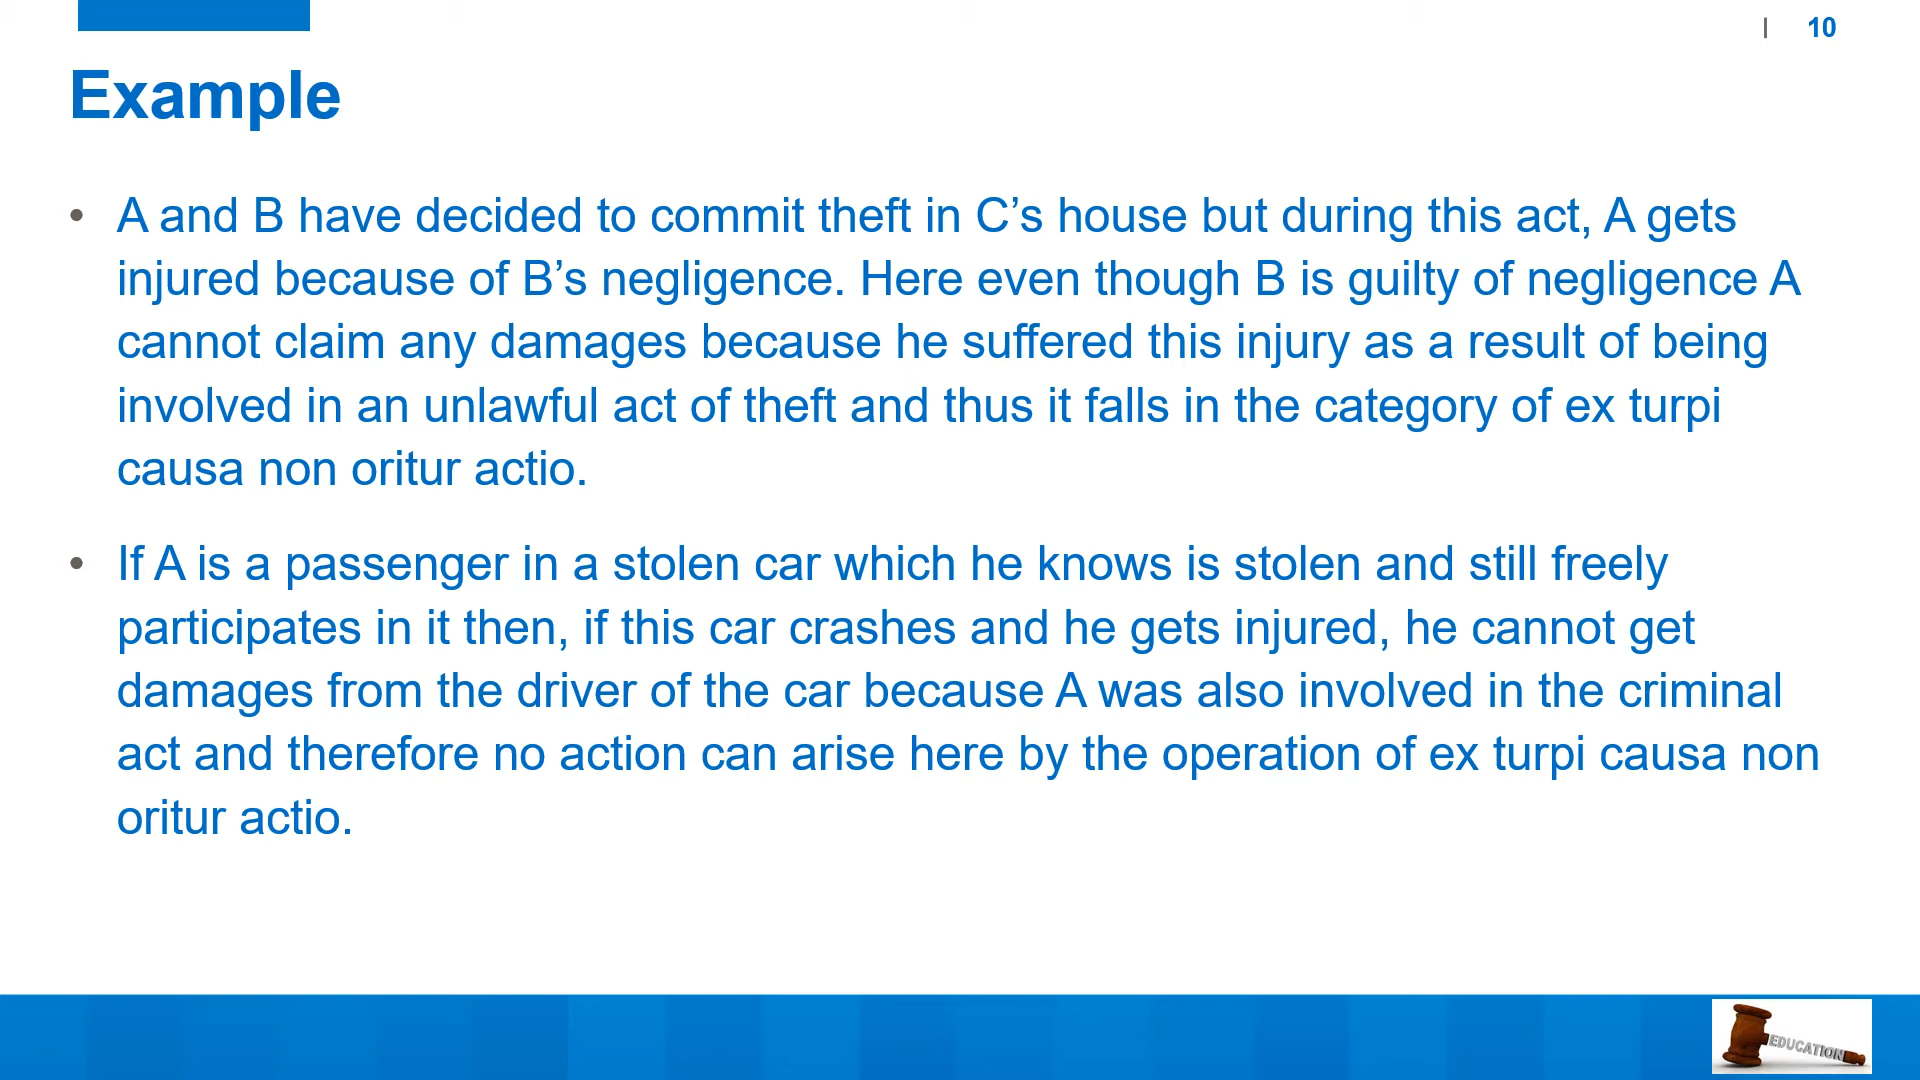 | 10
Example
• A and B have decided to commit theft in C’s house but during this act, A gets
injured because of B’s negligence. Here even though B is guilty of negligence A
cannot claim any damages because he suffered this injury as a result of being
involved in an unlawful act of theft and thus it falls in the category of ex turpi
causa non oritur actio.
• If A is a passenger in a stolen car which he knows is stolen and still freely
participates in it then, if this car crashes and he gets injured, he cannot get
damages from the driver of the car because A was also involved in the criminal
act and therefore no action can arise here by the operation of ex turpi causa non
oritur actio.
EDUCATION